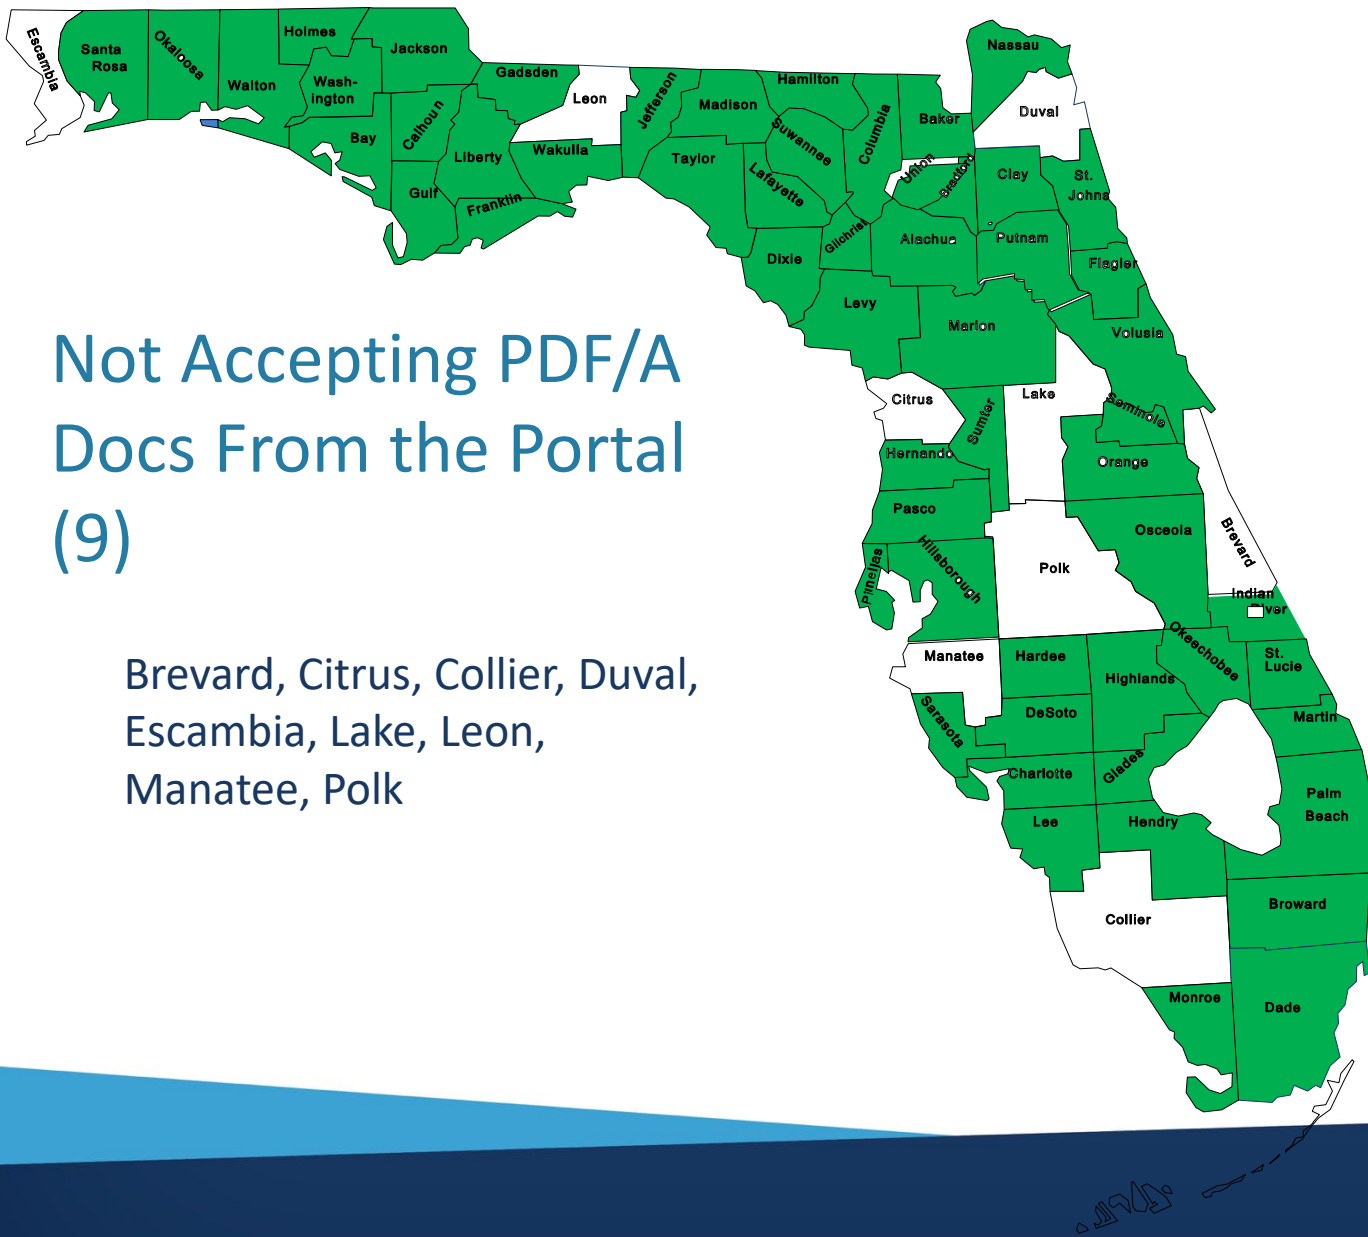 Not Accepting PDF/A
Docs From the Portal
(9)
Brevard, Citrus, Collier, Duval,
Escambia, Lake, Leon,
Manatee, Polk
Escambia
Santa
Rosa
Okaloosa
Walton
Holmes
Wash-
ington
Jackson
Bay
Calhoun
Gulf
Liberty
Gadsden
Franklin
Leon
Wakulla
Jefferson
Madison
Taylor
Hamilton
Suwannee
Lafayette
Dixie
Columbia
Gilchrist
Baker
Union
Bradford
Nassau
Duval
Clay
St.
Johns
Alachua
Putnam
Flagler
Levy
Marion
Volusia
Citrus
Sumter
Lake
Seminole
Hernando
Orange
Pasco
Osceola
Brevard
Pinellas
Hillsborough
Polk
Indian
River
Manatee
Hardee
Highlands
Okeechobee
St.
Lucie
Sarasota
DeSoto
Martin
Charlotte
Glades
Palm
Beach
Lee
Hendry
Collier
Broward
Monroe
Dade